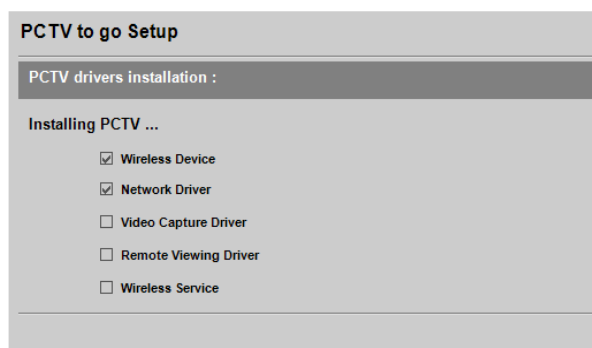 PCTV to go Setup
PCTV drivers installation :
Installing PCTV ...
Wireless Device
Network Driver
Video Capture Driver
Remote Viewing Driver
Wireless Service